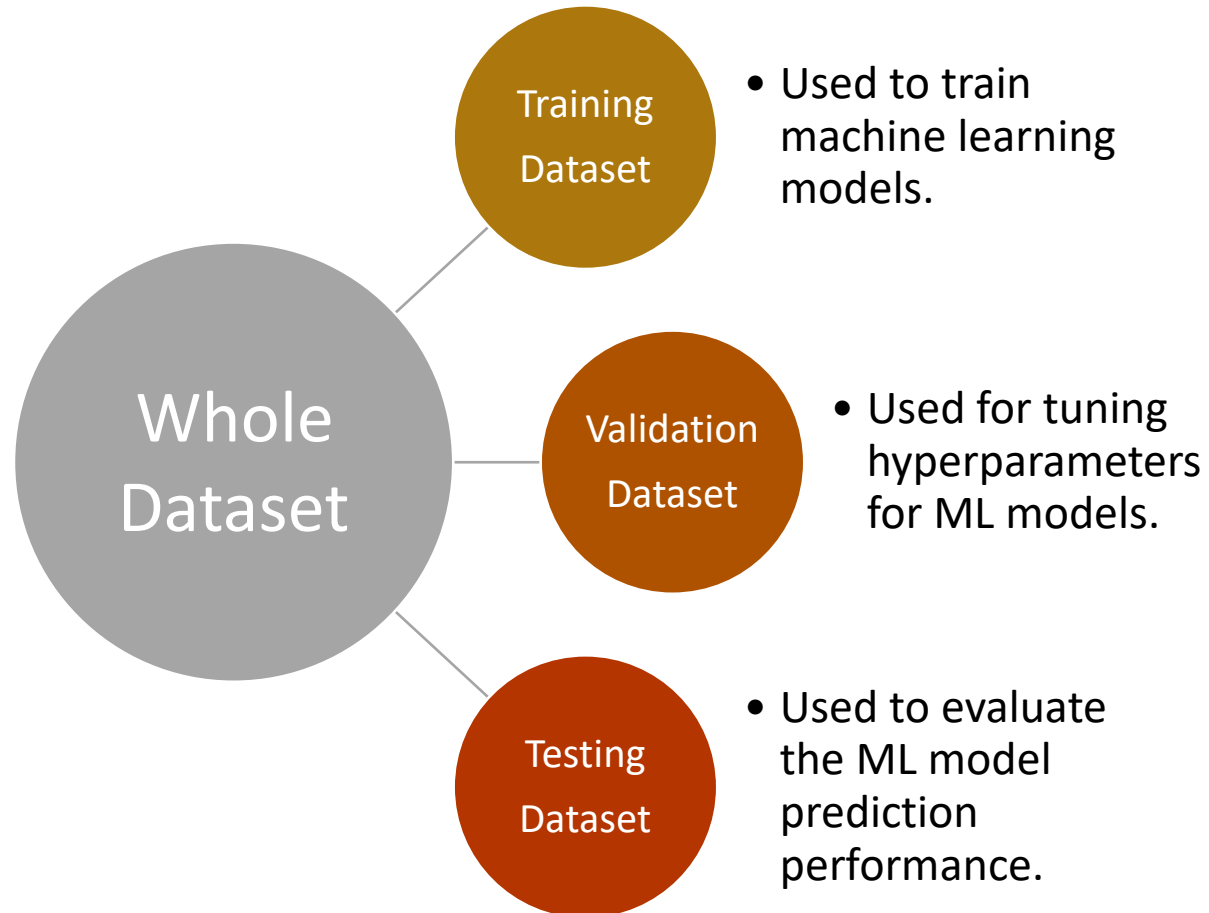 Training
Dataset
• Used to train
machine learning
models.
Whole
Dataset
Validation
Dataset
• Used for tuning
hyperparameters
for ML models.
Testing
Dataset
• Used to evaluate
the ML model
prediction
performance.